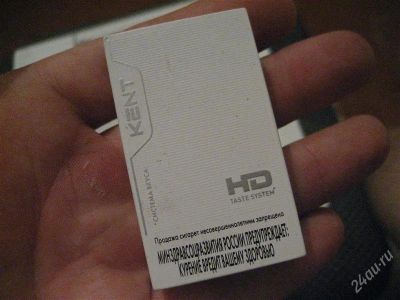 KENT
"СИСТЕМА ВКУСА"
HD
TASTE SYSTEM
Продажа сигарет несовершеннолетним запрещена
МИНЗДРАВСОЦРАЗВИТИЯ РОССИИ ПРЕДУПРЕЖДАЕТ:
КУРЕНИЕ ВРЕДИТ ВАШЕМУ ЗДОРОВЬЮ
24au.ru